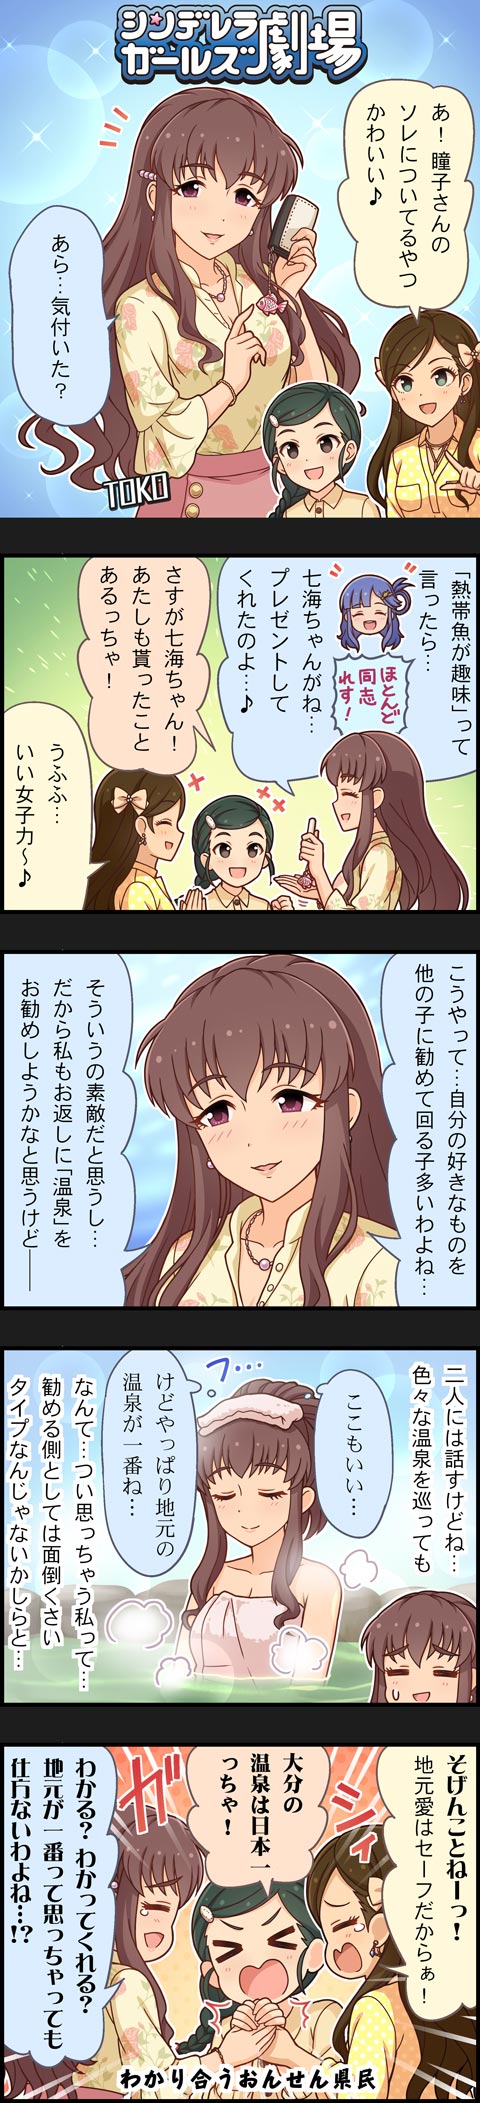 シンデレラ
ガールズ劇場
あ！瞳子さんの
ソレについてるやつ
かわいい♪
あら…気付いた？
TOKO
「熱帯魚が趣味」って
言ったら…
ほとんど
同志
れす！
七海ちゃんがね…
プレゼントして
くれたのよ…♪
さすが七海ちゃん！
あたしも貰ったこと
あるっちゃ！
うふふ…
いい女子力～♪
こうやって…自分の好きなものを
他の子に勧めて回る子多いわよね…
そういうの素敵だと思うし…
だから私もお返しに「温泉」を
お勧めしようかなと思うけど──
二人には話すけどね…
色々な温泉を巡っても
ここもいい…
フ…
けどやっぱり地元の
温泉が一番ね…
なんて…つい思っちゃう私って…
勧める側としては面倒くさい
タイプなんじゃないかしらと…
そげんことねーっ！
地元愛はセーフだからぁ！
シィ
大分の
温泉は日本一
っちゃ！
ガ
わかる？わかってくれる？
地元が一番って思っちゃっても
仕方ないわよね…!?
わかり合うおんせん県民